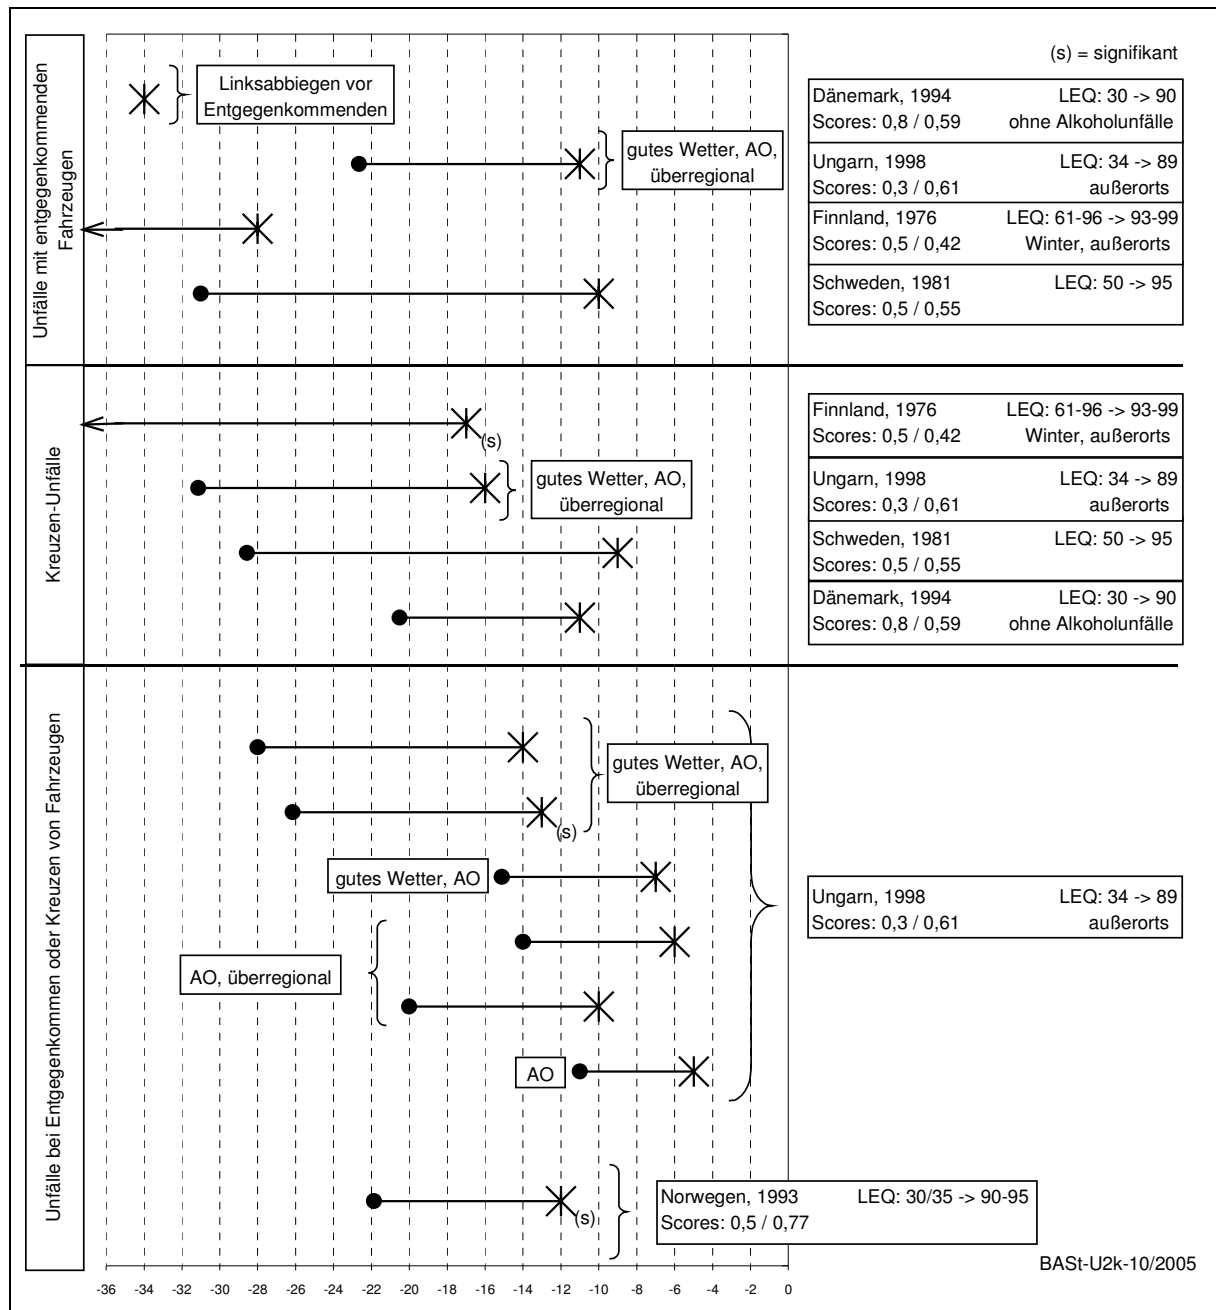 (s) = signifikant
Unfälle mit entgegenkommenden
Fahrzeugen
Linksabbiegen vor
Entgegenkommenden
gutes Wetter, AO,
überregional
Dänemark, 1994 LEQ: 30 -> 90
Scores: 0,8 / 0,59 ohne Alkoholunfälle
Ungarn, 1998 LEQ: 34 -> 89
Scores: 0,3 / 0,61 außerorts
Finnland, 1976 LEQ: 61-96 -> 93-99
Scores: 0,5 / 0,42 Winter, außerorts
Schweden, 1981 LEQ: 50 -> 95
Scores: 0,5 / 0,55
Kreuzen-Unfälle
(s)
gutes Wetter, AO,
überregional
Finnland, 1976 LEQ: 61-96 -> 93-99
Scores: 0,5 / 0,42 Winter, außerorts
Ungarn, 1998 LEQ: 34 -> 89
Scores: 0,3 / 0,61 außerorts
Schweden, 1981 LEQ: 50 -> 95
Scores: 0,5 / 0,55
Dänemark, 1994 LEQ: 30 -> 90
Scores: 0,8 / 0,59 ohne Alkoholunfälle
Unfälle bei Entgegenkommen oder Kreuzen von Fahrzeugen
gutes Wetter, AO,
überregional
(s)
gutes Wetter, AO
AO, überregional
AO
Ungarn, 1998 LEQ: 34 -> 89
Scores: 0,3 / 0,61 außerorts
(s)
Norwegen, 1993 LEQ: 30/35 -> 90-95
Scores: 0,5 / 0,77
BASt-U2k-10/2005
-36 -34 -32 -30 -28 -26 -24 -22 -20 -18 -16 -14 -12 -10 -8 -6 -4 -2 0